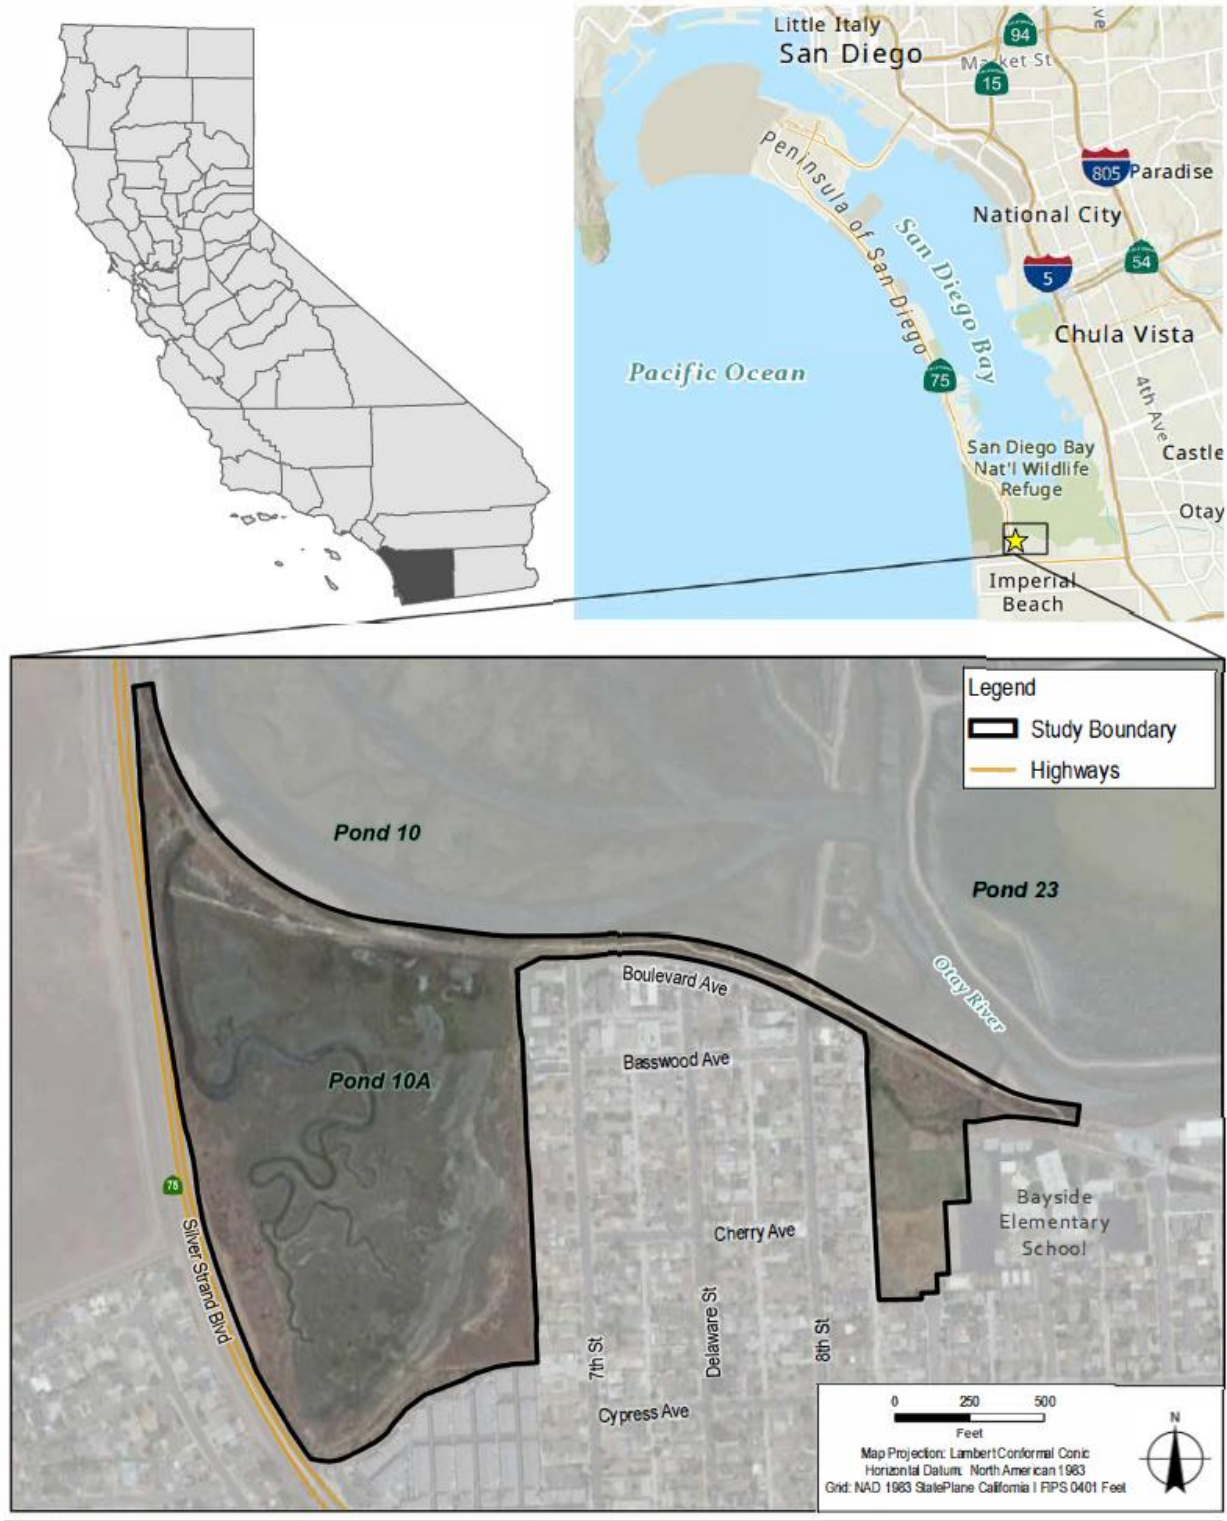 Little Italy
San Diego
94
Market St
15
805
Paradise
National City
Peninsula of San Diego
San Diego Bay
54
5
Chula Vista
Pacific Ocean
75
4th Ave
San Diego Bay
Nat'l Wildlife
Refuge
Castle
Otay
Imperial
Beach
Legend
Study Boundary
Highways
Pond 10
Pond 23
Otay River
Boulevard Ave
Basswood Ave
Pond 10A
75
Silver Strand Blvd
Bayside
Elementary
School
Cherry Ave
7th St
Delaware St
8th St
Cypress Ave
0 250 500
Feet
N
Map Projection: Lambert Conformal Conic
Horizontal Datum: North American 1983
Grid: NAD 1983 StatePlane California I FIPS 0401 Feet